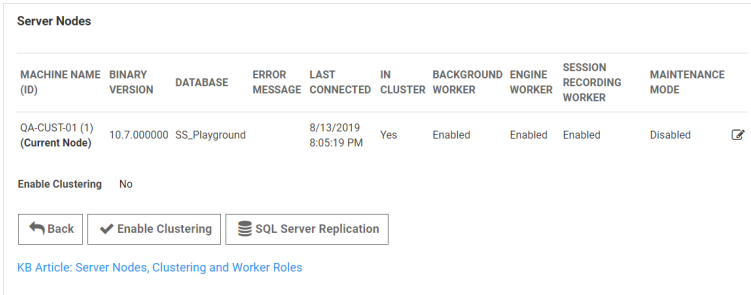 Server Nodes
MACHINE NAME (ID) BINARY VERSION DATABASE ERROR MESSAGE LAST CONNECTED IN CLUSTER BACKGROUND WORKER ENGINE WORKER SESSION RECORDING WORKER MAINTENANCE MODE
QA-CUST-01 (1) (Current Node) 10.7.000000 SS_Playground 8/13/2019 8:05:19 PM Yes Enabled Enabled Enabled Disabled
Enable Clustering No
Back Enable Clustering SQL Server Replication
KB Article: Server Nodes, Clustering and Worker Roles